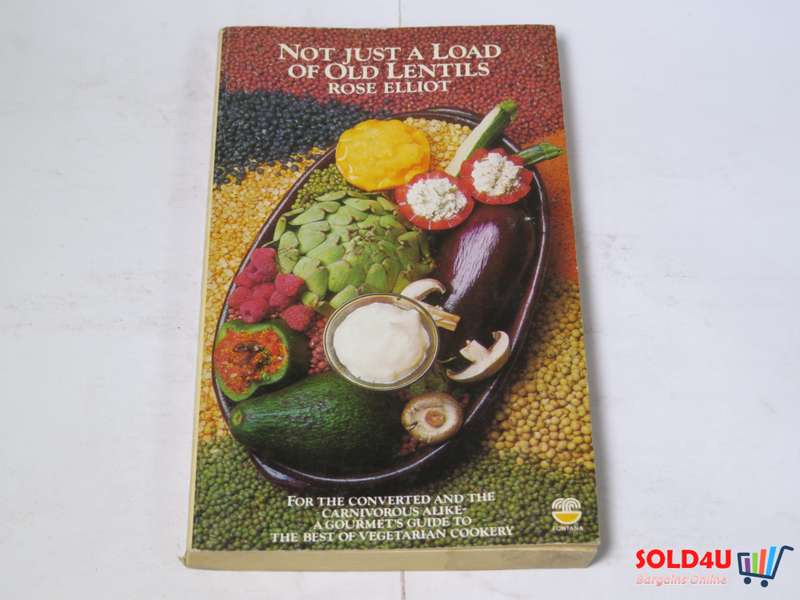 NOT JUST A LOAD
OF OLD LENTILS
ROSE ELLIOT
FOR THE CONVERTED AND THE
CARNIVOROUS ALIKE-
A GOURMET'S GUIDE TO
THE BEST OF VEGETARIAN COOKERY
FONTANA
SOLD4U
Bargains Online